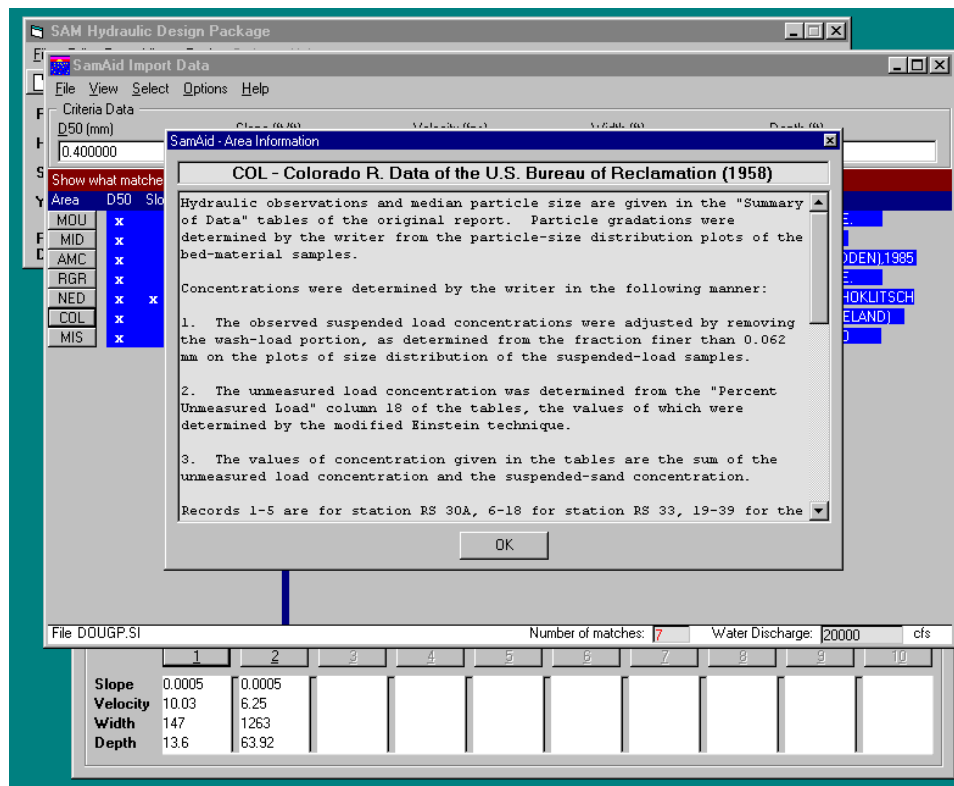 SAM Hydraulic Design Package
SamAid Import Data
File View Select Options Help
Criteria Data
D50 (mm)
0.400000
SamAid - Area Information
COL - Colorado R. Data of the U.S. Bureau of Reclamation (1958)
Show what matche
Area D50 Slo
MOU x
MID x
AMC x
RGR x
NED x x
COL x
MIS x
DDEN),1985
HOKLITSCH
ELAND)
Hydraulic observations and median particle size are given in the "Summary
of Data" tables of the original report. Particle gradations were
determined by the writer from the particle-size distribution plots of the
bed-material samples.
Concentrations were determined by the writer in the following manner:
1. The observed suspended load concentrations were adjusted by removing
the wash-load portion, as determined from the fraction finer than 0.062
mm on the plots of size distribution of the suspended-load samples.
2. The unmeasured load concentration was determined from the "Percent
Unmeasured Load" column 18 of the tables, the values of which were
determined by the modified Einstein technique.
3. The values of concentration given in the tables are the sum of the
unmeasured load concentration and the suspended-sand concentration.
Records 1-5 are for station RS 30A, 6-18 for station RS 33, 19-39 for the
OK
File DOUGP.SI Number of matches: 7 Water Discharge: 20000 cfs
1 2 3 4 5 6 7 8 9 10
Slope 0.0005 0.0005
Velocity 10.03 6.25
Width 147 1263
Depth 13.6 63.92